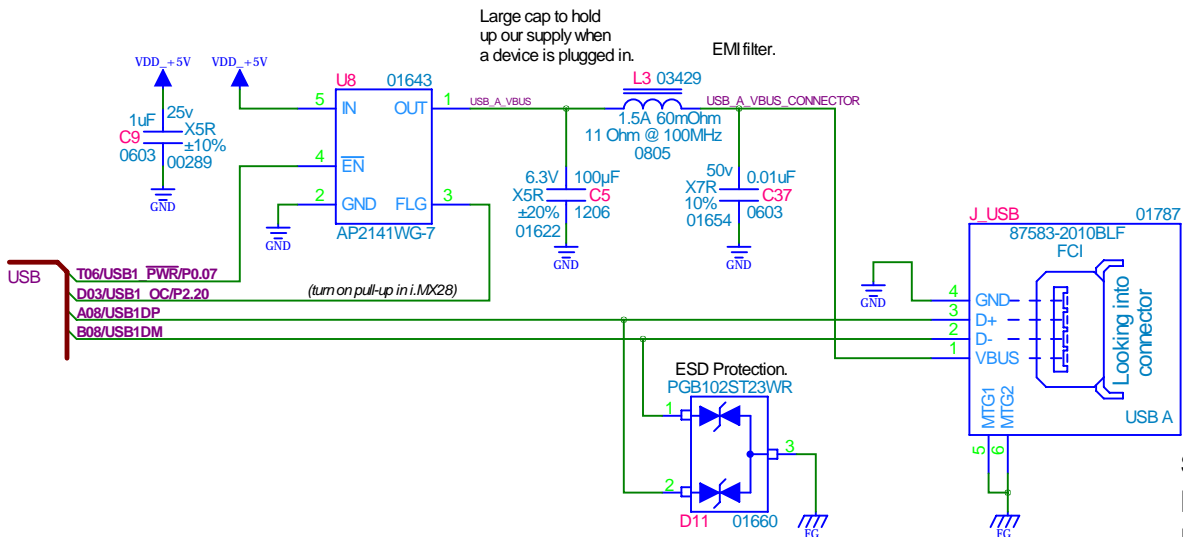 Large cap to hold
up our supply when
a device is plugged in.
EMI filter.
VDD_+5V
VDD_+5V
U8
01643
L3 03429
5
IN
OUT
1
USB_A_VBUS
USB_A_VBUS_CONNECTOR
1.5A 60mOhm
11 Ohm @ 100MHz
0805
1uF
25v
C9
X5R
±10%
0603
00289
GND
4
EN
2
GND
FLG
3
AP2141WG-7
GND
6.3V
100µF
X5R
C5
±20%
1206
01622
GND
50v
0.01uF
X7R
C37
10%
0603
01654
GND
USB
T06/USB1_PWR/P0.07
D03/USB1_OC/P2.20
(turn on pull-up in i.MX28)
A08/USB1DP
B08/USB1DM
J_USB
01787
87583-2010BLF
FCI
GND
4
GND
3
D+
2
D-
1
VBUS
Looking into
connector
MTG1
MTG2
USB A
5
6
FG
ESD Protection.
PGB102ST23WR
1
2
3
D11
01660
FG